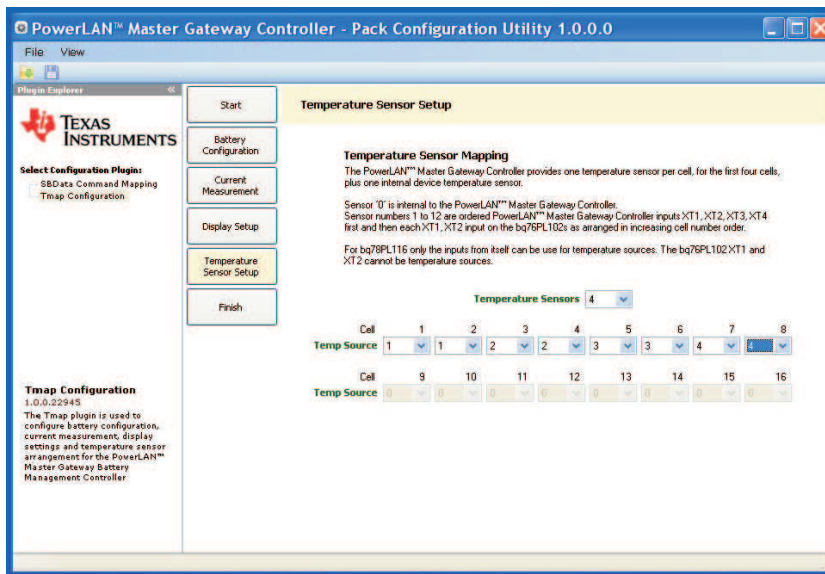 PowerLAN™ Master Gateway Controller - Pack Configuration Utility 1.0.0.0
File View
Plugin Explorer «
TEXAS
INSTRUMENTS
Select Configuration Plugin:
SBData Command Mapping
Tmap Configuration
Start
Battery
Configuration
Current
Measurement
Display Setup
Temperature
Sensor Setup
Finish
Temperature Sensor Setup
Temperature Sensor Mapping
The PowerLAN™ Master Gateway Controller provides one temperature sensor per cell, for the first four cells,
plus one internal device temperature sensor.
Sensor '0' is internal to the PowerLAN™ Master Gateway Controller.
Sensor numbers 1 to 12 are ordered PowerLAN™ Master Gateway Controller inputs XT1, XT2, XT3, XT4
first and then each XT1, XT2 input on the bq76PL102s as arranged in increasing cell number order.
For bq78PL116 only the inputs from itself can be use for temperature sources. The bq76PL102 XT1 and
XT2 cannot be temperature sources.
Temperature Sensors 4
Cell 1 2 3 4 5 6 7 8
Temp Source 1 1 2 2 3 3 4 4
Cell 9 10 11 12 13 14 15 16
Temp Source 0 0 0 0 0 0 0 0
Tmap Configuration
1.0.0.22945
The Tmap plugin is used to
configure battery configuration,
current measurement, display
settings and temperature sensor
arrangement for the PowerLAN™
Master Gateway Battery
Management Controller